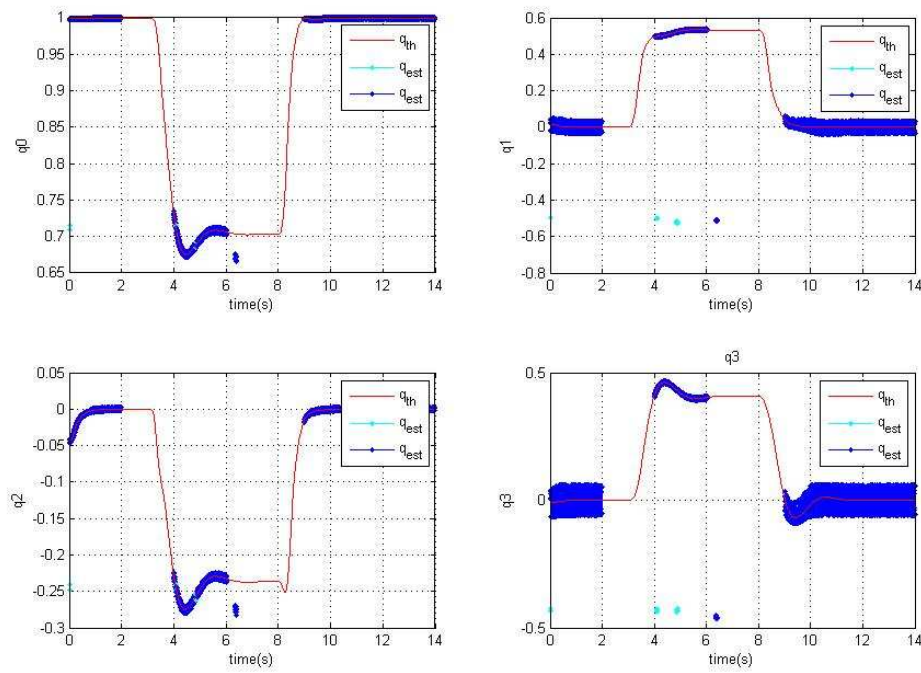 1
0.95
0.9
0.85
0.8
0.75
0.7
0.65
q0
0 2 4 6 8 10 12 14
time(s)
q_th
q_est
q_est
0.6
0.4
0.2
0
-0.2
-0.4
-0.6
-0.8
q1
0 2 4 6 8 10 12 14
time(s)
q_th
q_est
q_est
0.05
0
-0.05
-0.1
-0.15
-0.2
-0.25
-0.3
q2
0 2 4 6 8 10 12 14
time(s)
q_th
q_est
q_est
q3
0.5
0
-0.5
q3
0 2 4 6 8 10 12 14
time(s)
q_th
q_est
q_est